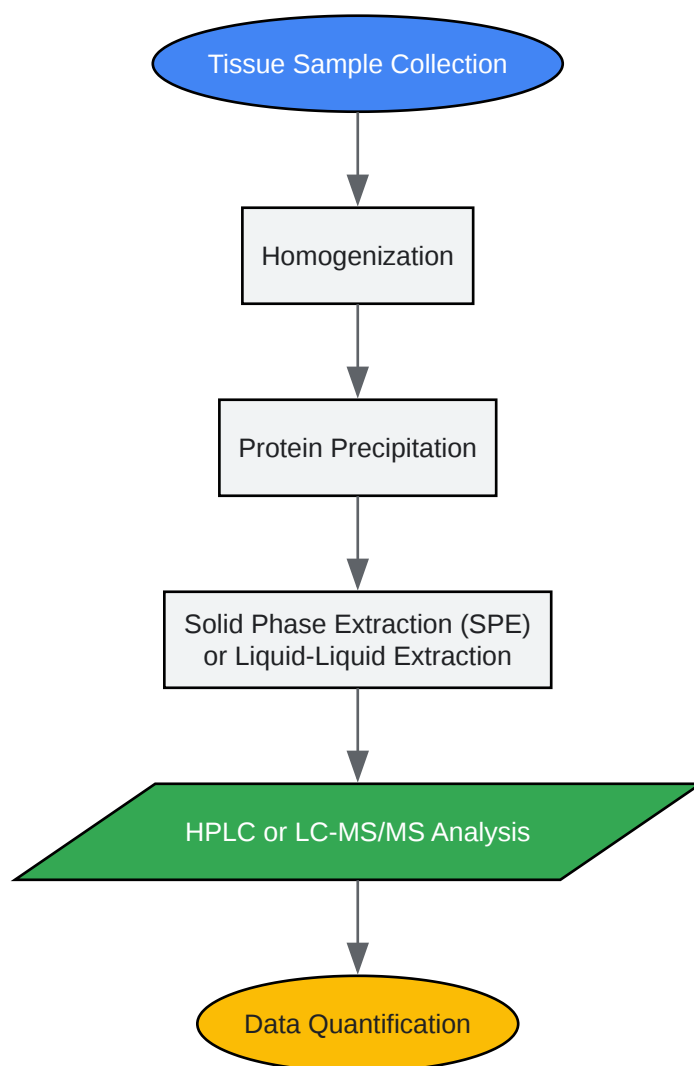 Tissue Sample Collection
Homogenization
Protein Precipitation
Solid Phase Extraction (SPE)
or Liquid-Liquid Extraction
HPLC or LC-MS/MS Analysis
Data Quantification